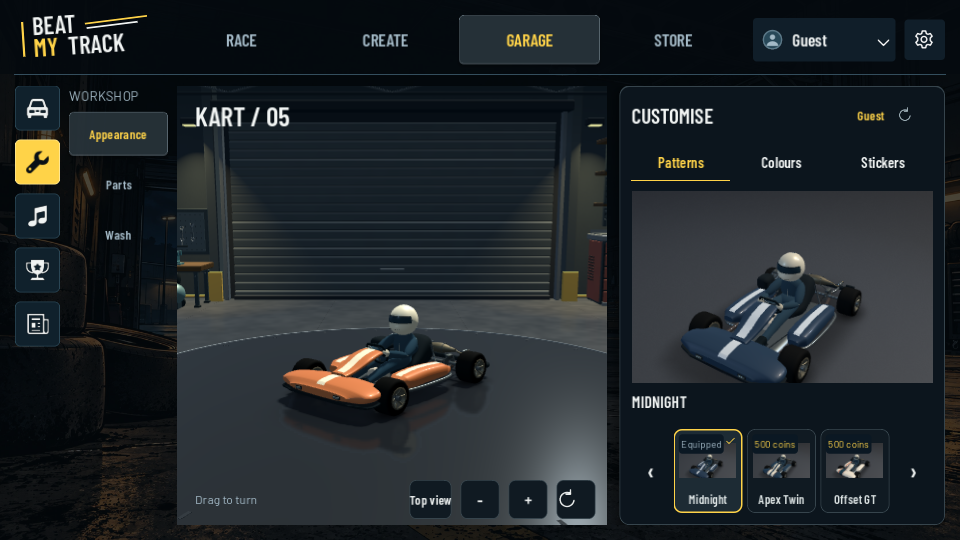 BEAT
MY TRACK
RACE
CREATE
GARAGE
STORE
Guest
WORKSHOP
Appearance
Parts
Wash
KART / 05
Drag to turn
Top view
-
+
CUSTOMISE
Guest
Patterns
Colours
Stickers
MIDNIGHT
‹
Equipped
Midnight
500 coins
Apex Twin
500 coins
Offset GT
›